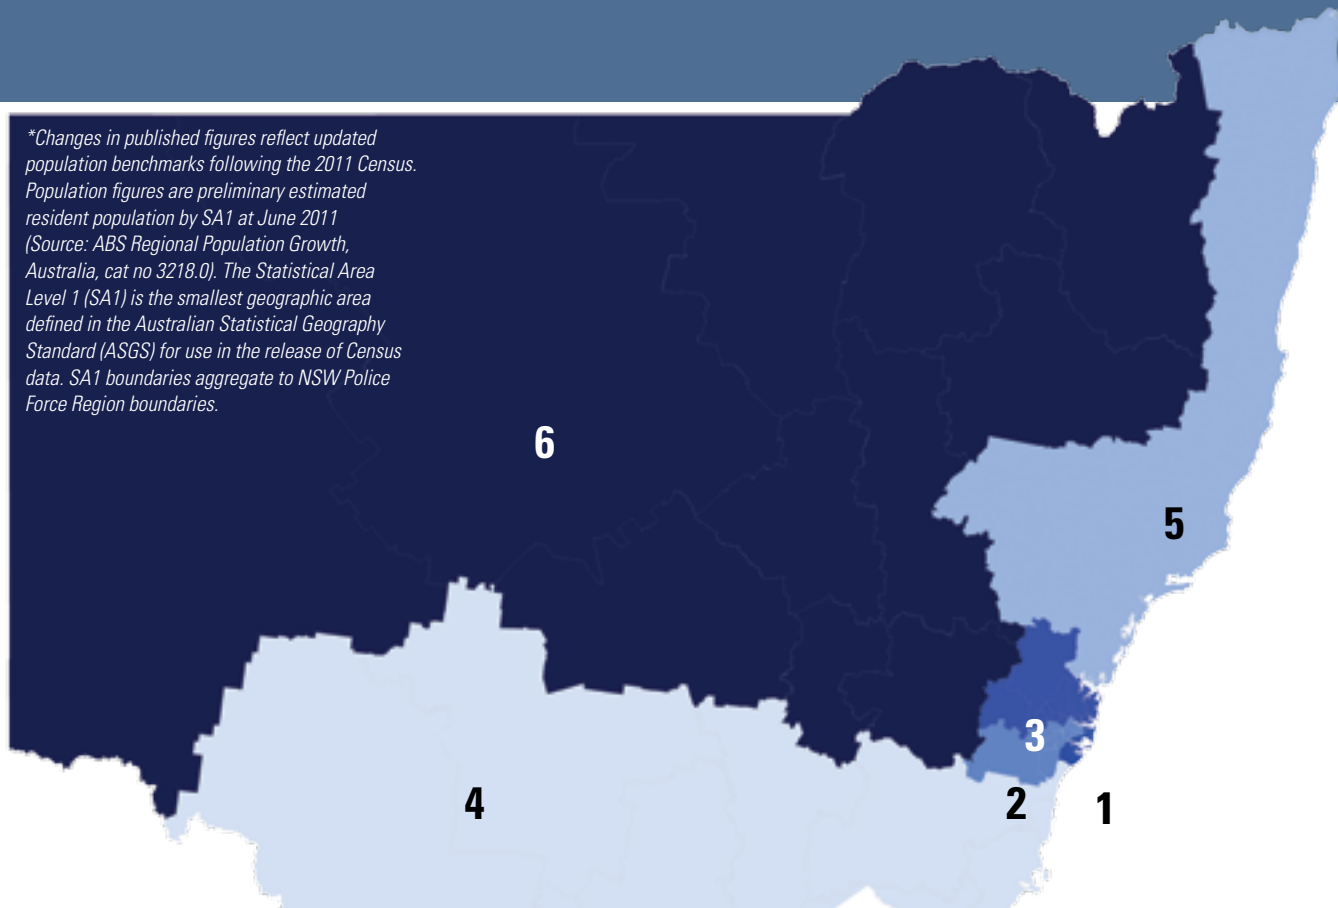 *Changes in published figures reflect updated
population benchmarks following the 2011 Census.
Population figures are preliminary estimated
resident population by SA1 at June 2011
(Source: ABS Regional Population Growth,
Australia, cat no 3218.0). The Statistical Area
Level 1 (SA1) is the smallest geographic area
defined in the Australian Statistical Geography
Standard (ASGS) for use in the release of Census
data. SA1 boundaries aggregate to NSW Police
Force Region boundaries.
6
5
3
4
2
1